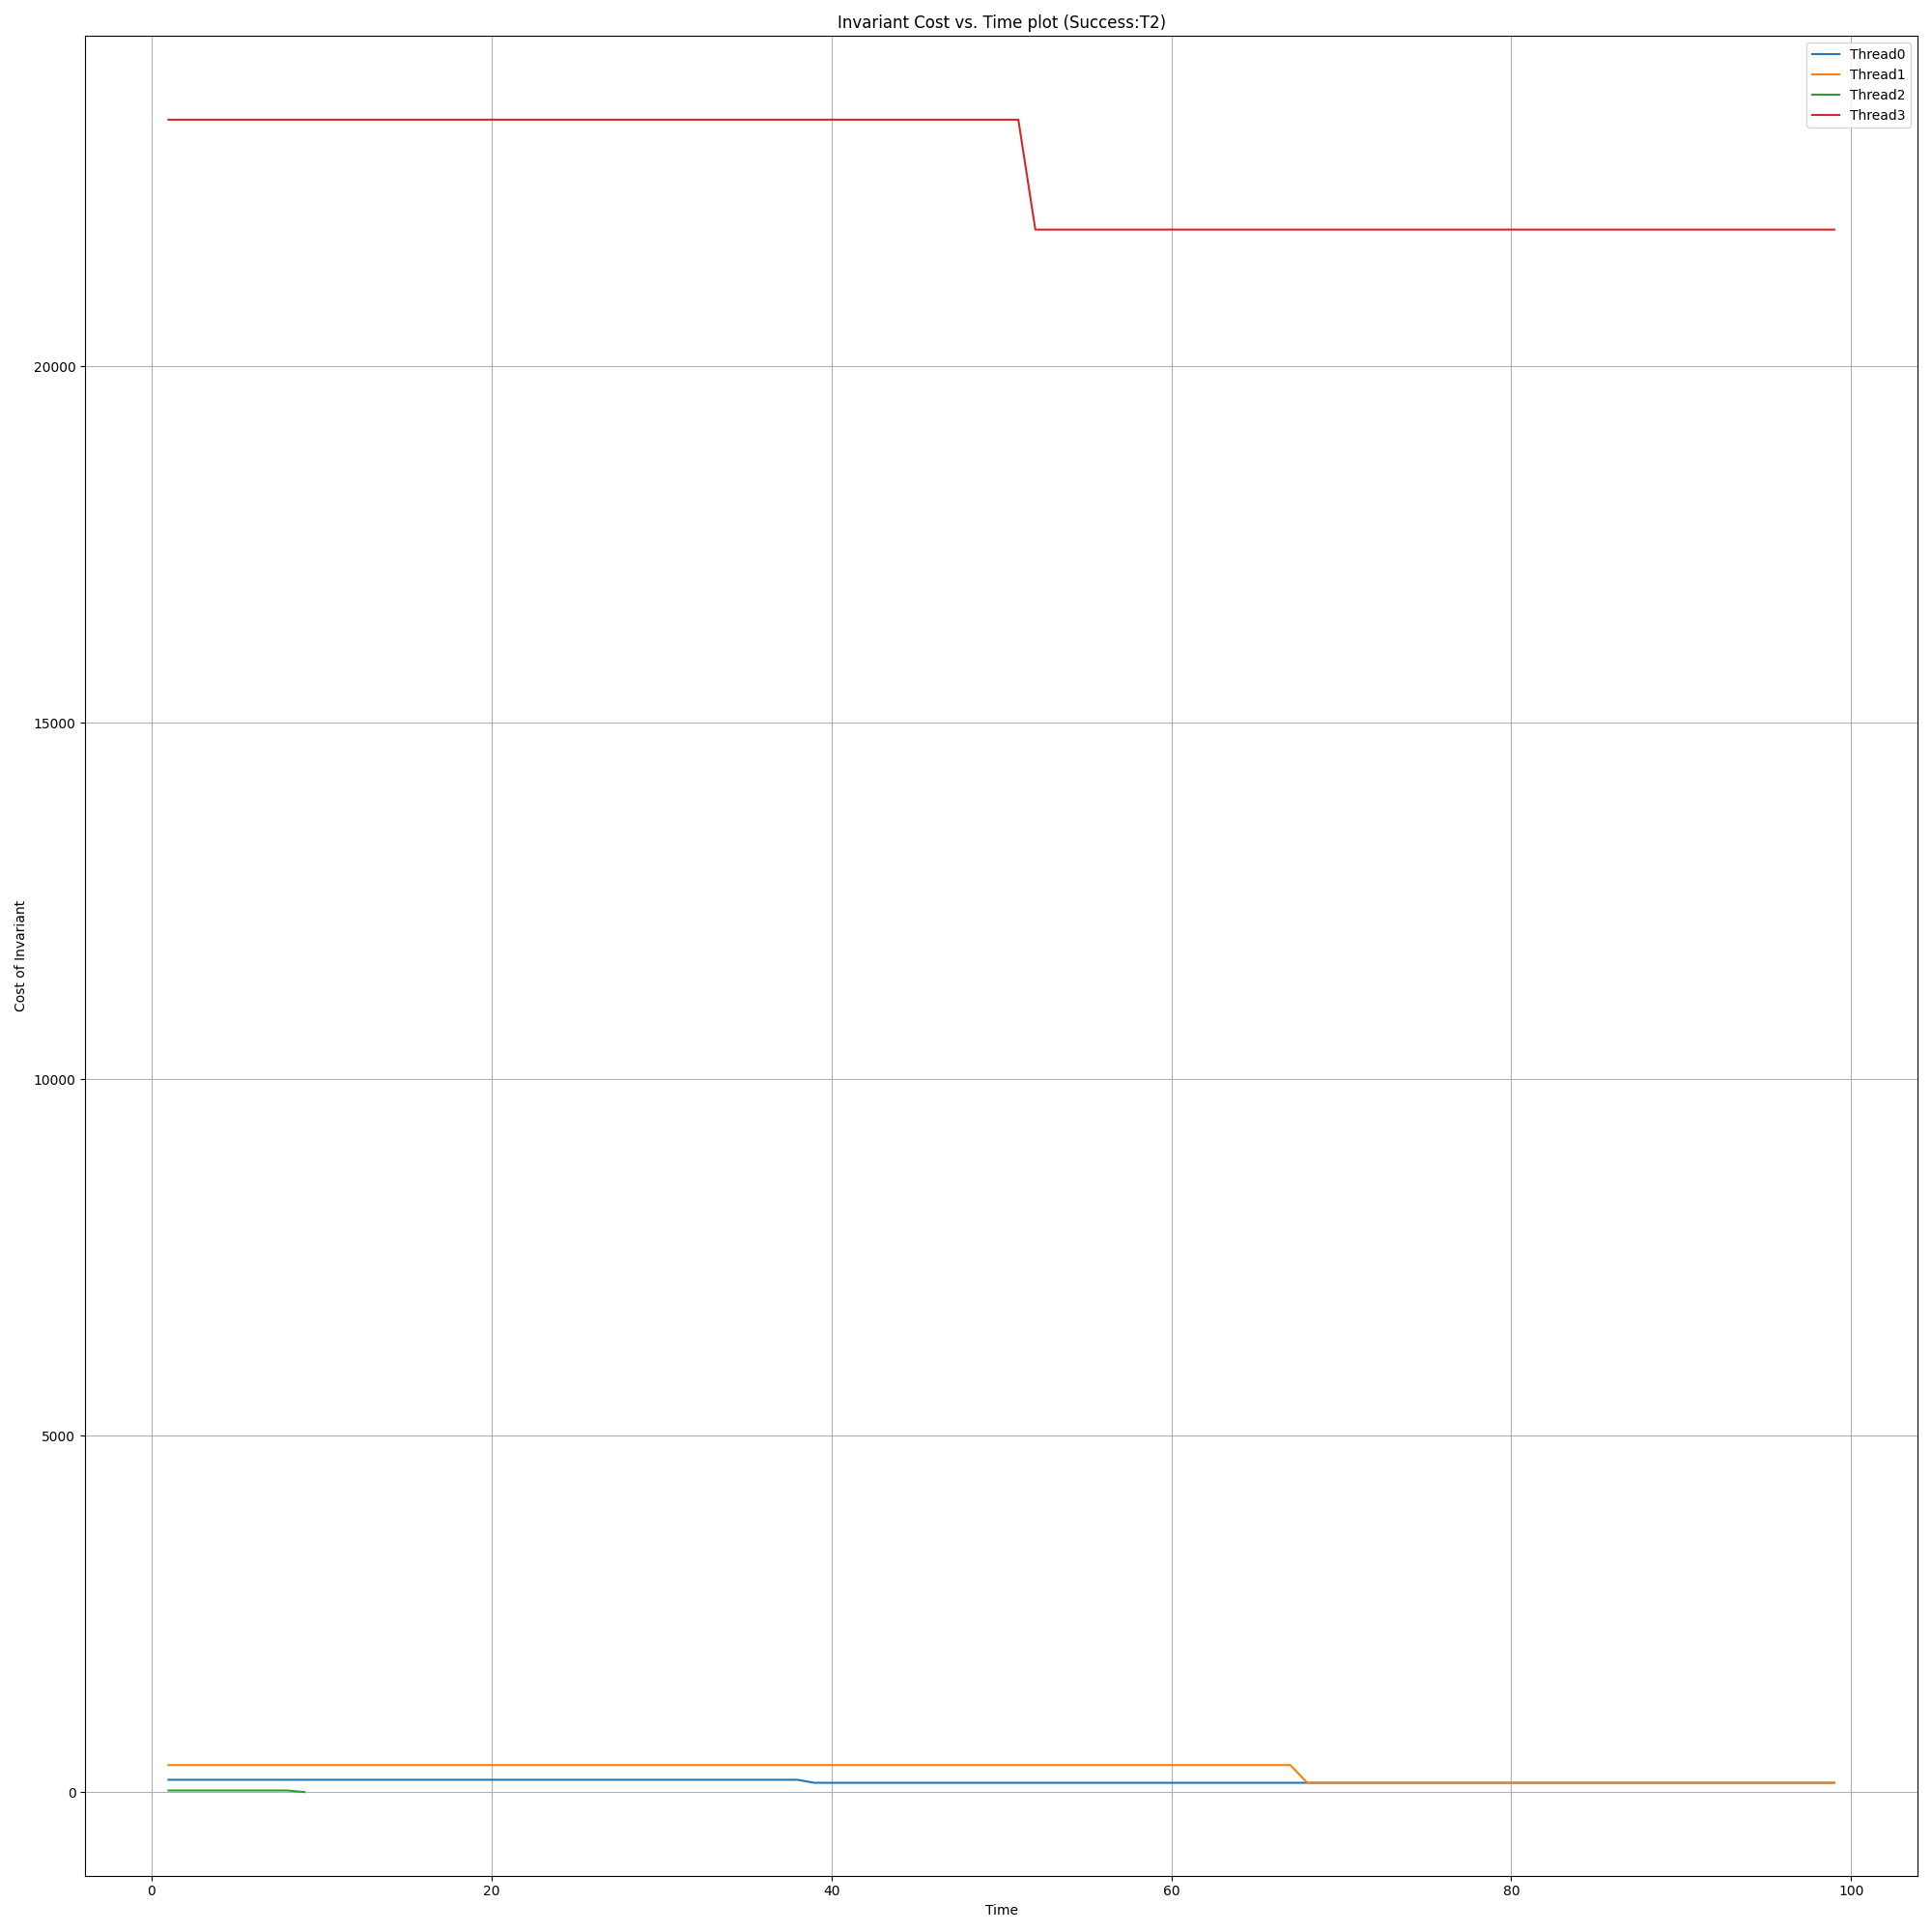 Invariant Cost vs. Time plot (Success:T2)
Thread0
Thread1
Thread2
Thread3
20000
15000
10000
5000
0
Cost of Invariant
0 20 40 60 80 100
Time